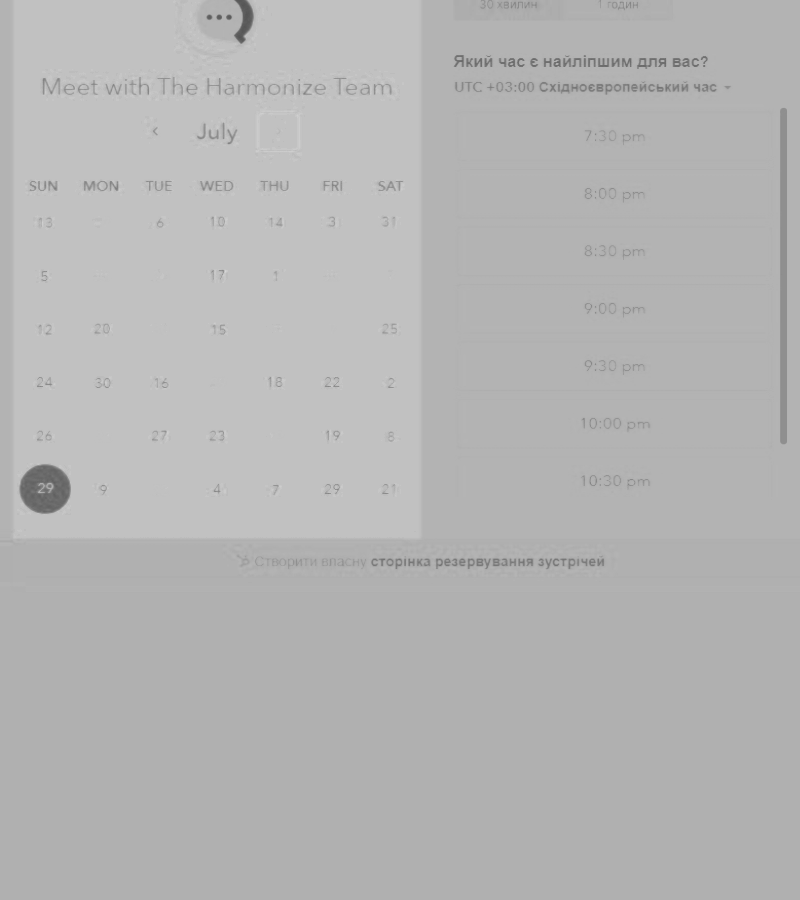 Meet with The Harmonize Team
July
SUN MON TUE WED THU FRI SAT
13 6 10 14 3 31
5 17 1
12 20 15 25
24 30 16 18 22 2
26 27 23 19 8
29 9 4 7 29 21
30 хвилин 1 годин
Який час є найліпшим для вас?
UTC +03:00 Східноєвропейський час
7:30 pm
8:00 pm
8:30 pm
9:00 pm
9:30 pm
10:00 pm
10:30 pm
Створити власну сторінка резервування зустрічей